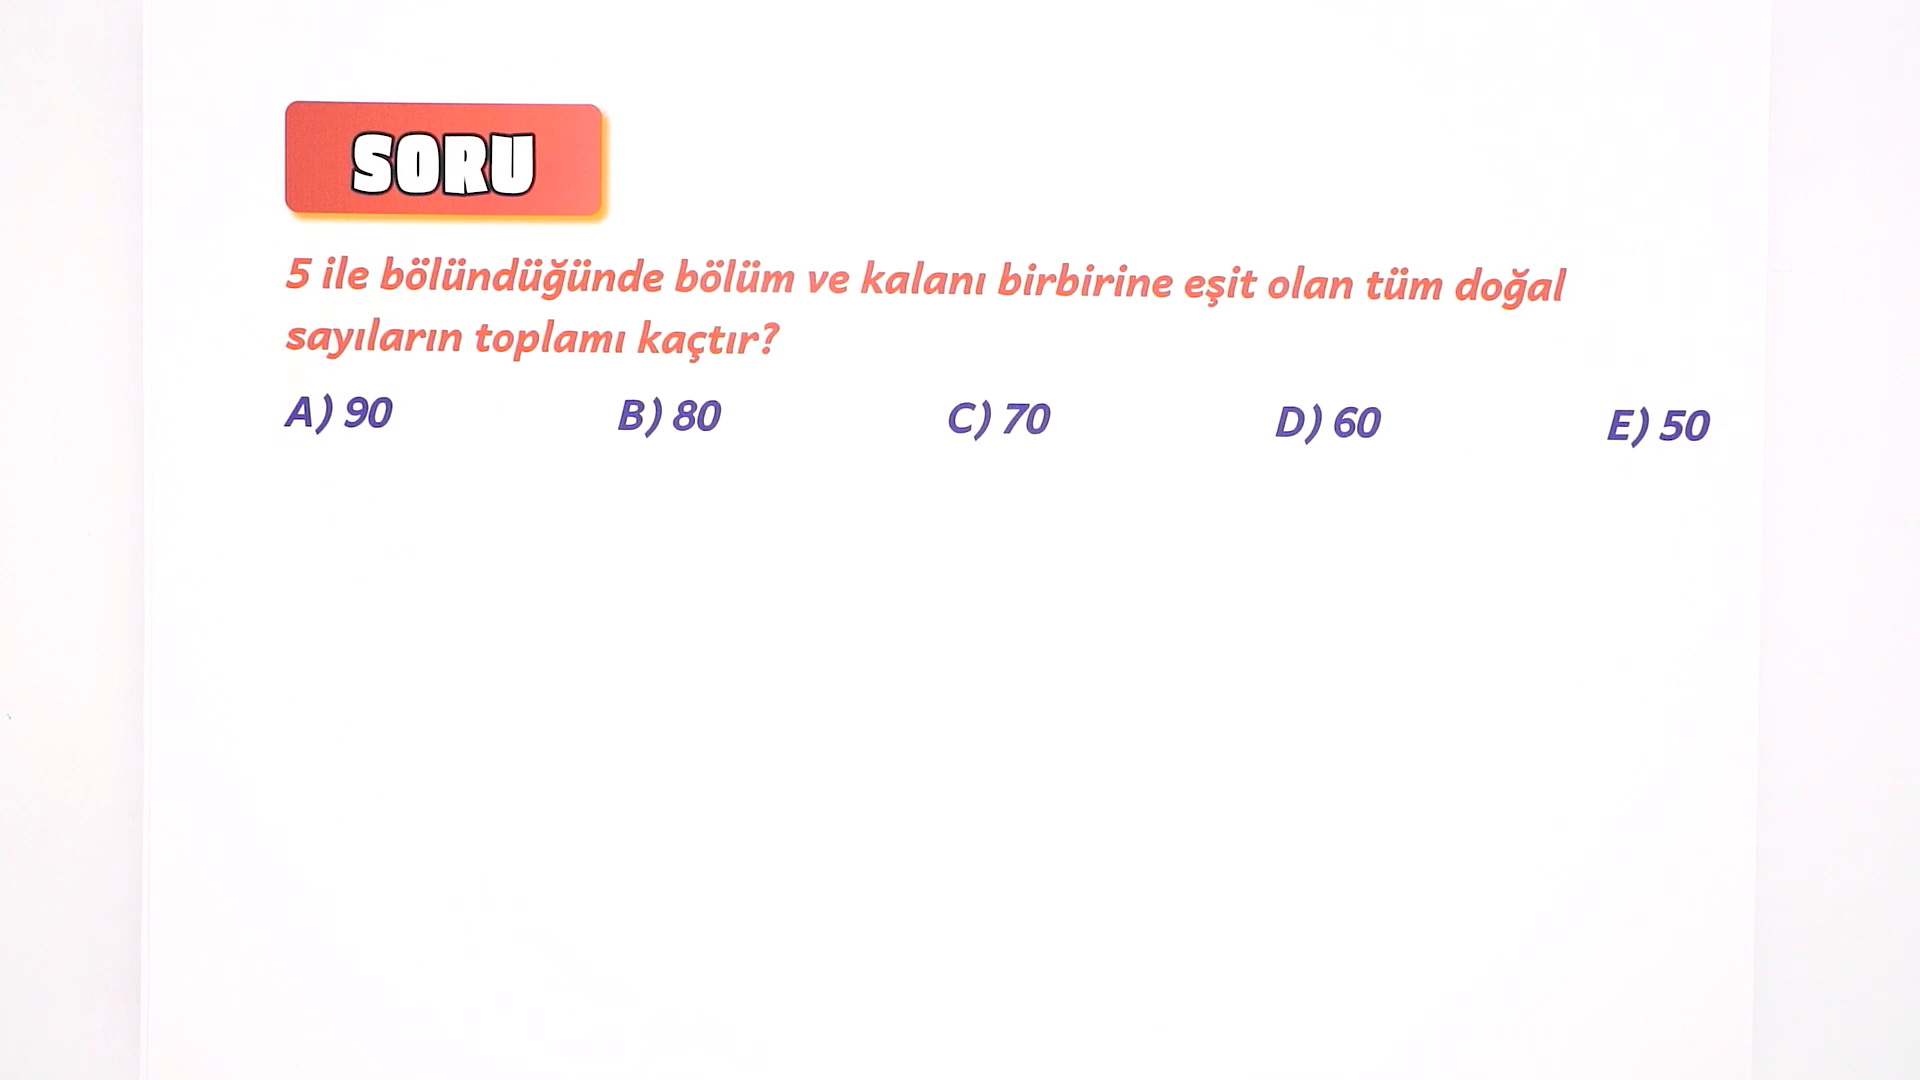 SORU
5 ile bölündüğünde bölüm ve kalanı birbirine eşit olan tüm doğal
sayıların toplamı kaçtır?
A) 90 B) 80 C) 70 D) 60 E) 50